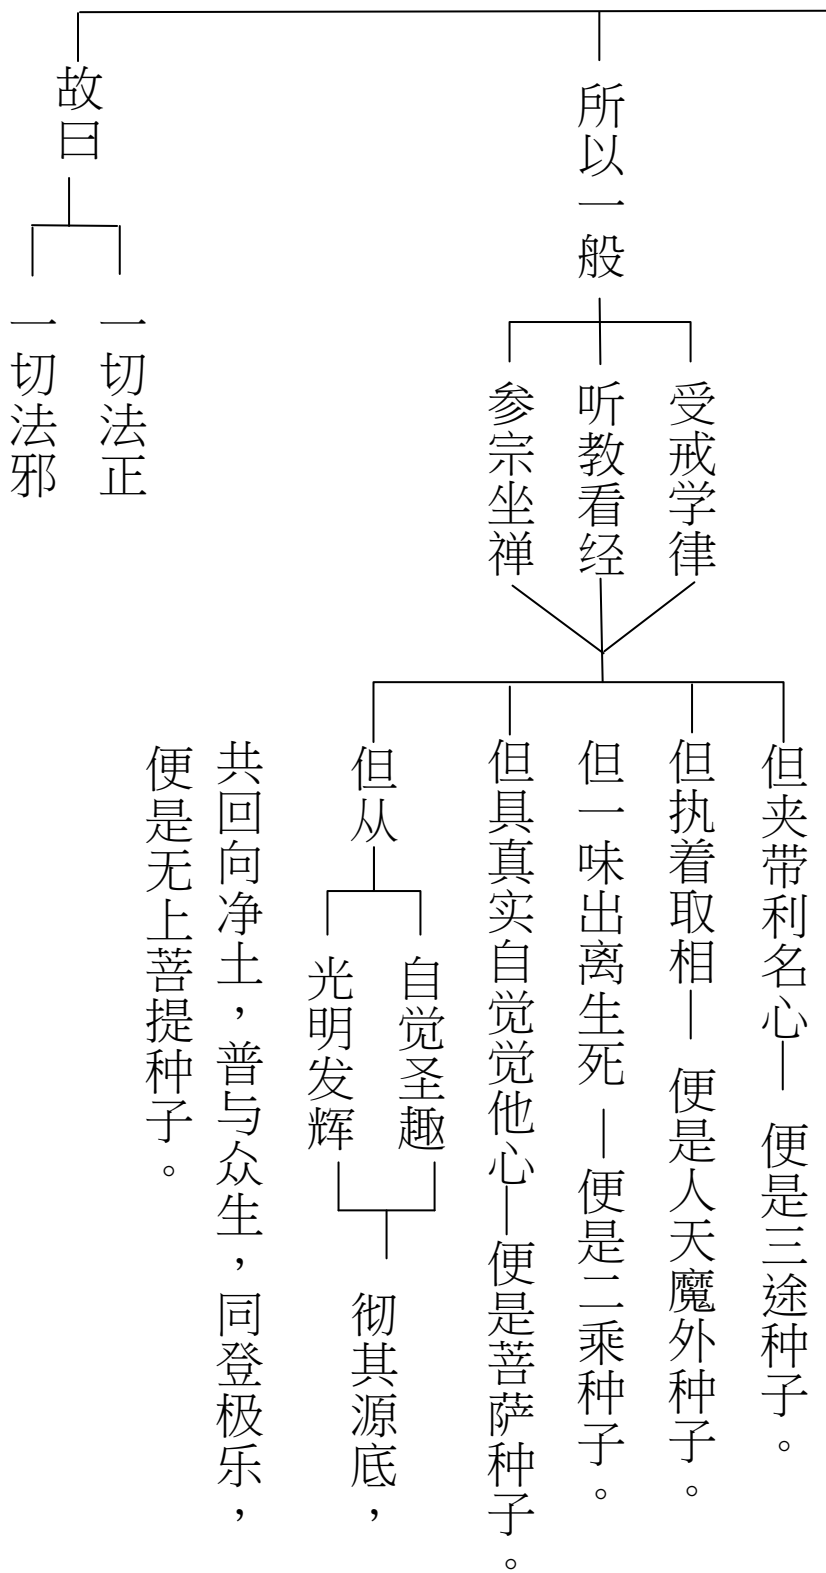 所以一般
受戒学律
听教看经
参宗坐禅
但夹带利名心—便是三途种子。
但执着取相—便是人天魔外种子。
但一味出离生死—便是二乘种子。
但具真实自觉觉他心—便是菩萨种子。
但从
自觉圣趣
光明发辉
彻其源底，
共回向净土，普与众生，同登极乐，
便是无上菩提种子。
故曰
一切法正
一切法邪